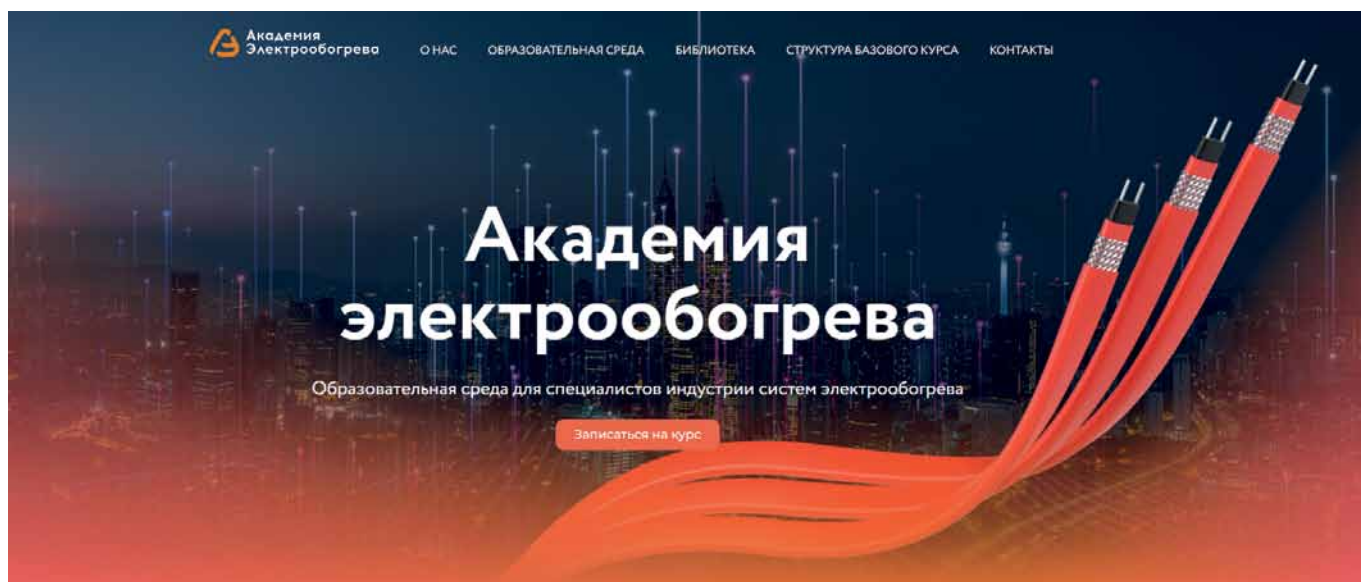 Академия
Электрообогрева
О НАС ОБРАЗОВАТЕЛЬНАЯ СРЕДА БИБЛИОТЕКА СТРУКТУРА БАЗОВОГО КУРСА КОНТАКТЫ
Академия
электрообогрева
Образовательная среда для специалистов индустрии систем электрообогрева
Записаться на курс